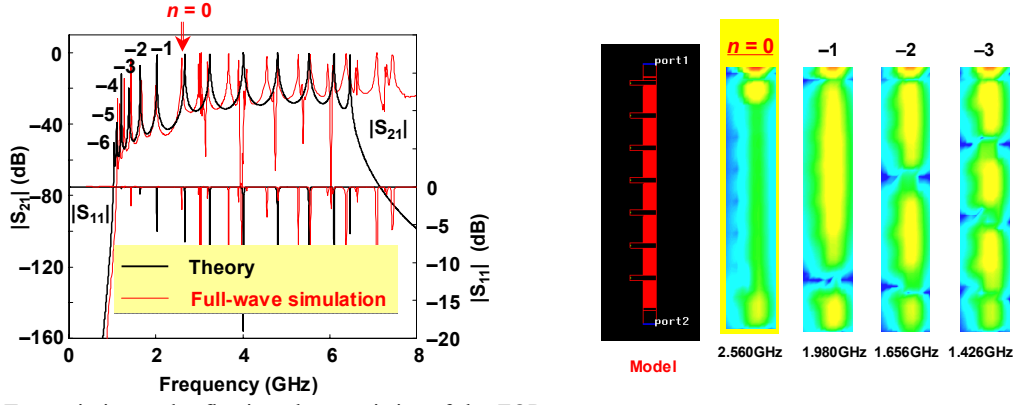 n = 0
0
−40
−80
−120
−160
|S21| (dB)
−1
−2
−3
−4
−5
−6
|S21|
|S11|
0
−5
−10
−15
−20
|S11| (dB)
Theory
Full-wave simulation
0
2
4
6
8
Frequency (GHz)
port1
port2
Model
n = 0
−1
−2
−3
2.560GHz
1.980GHz
1.656GHz
1.426GHz